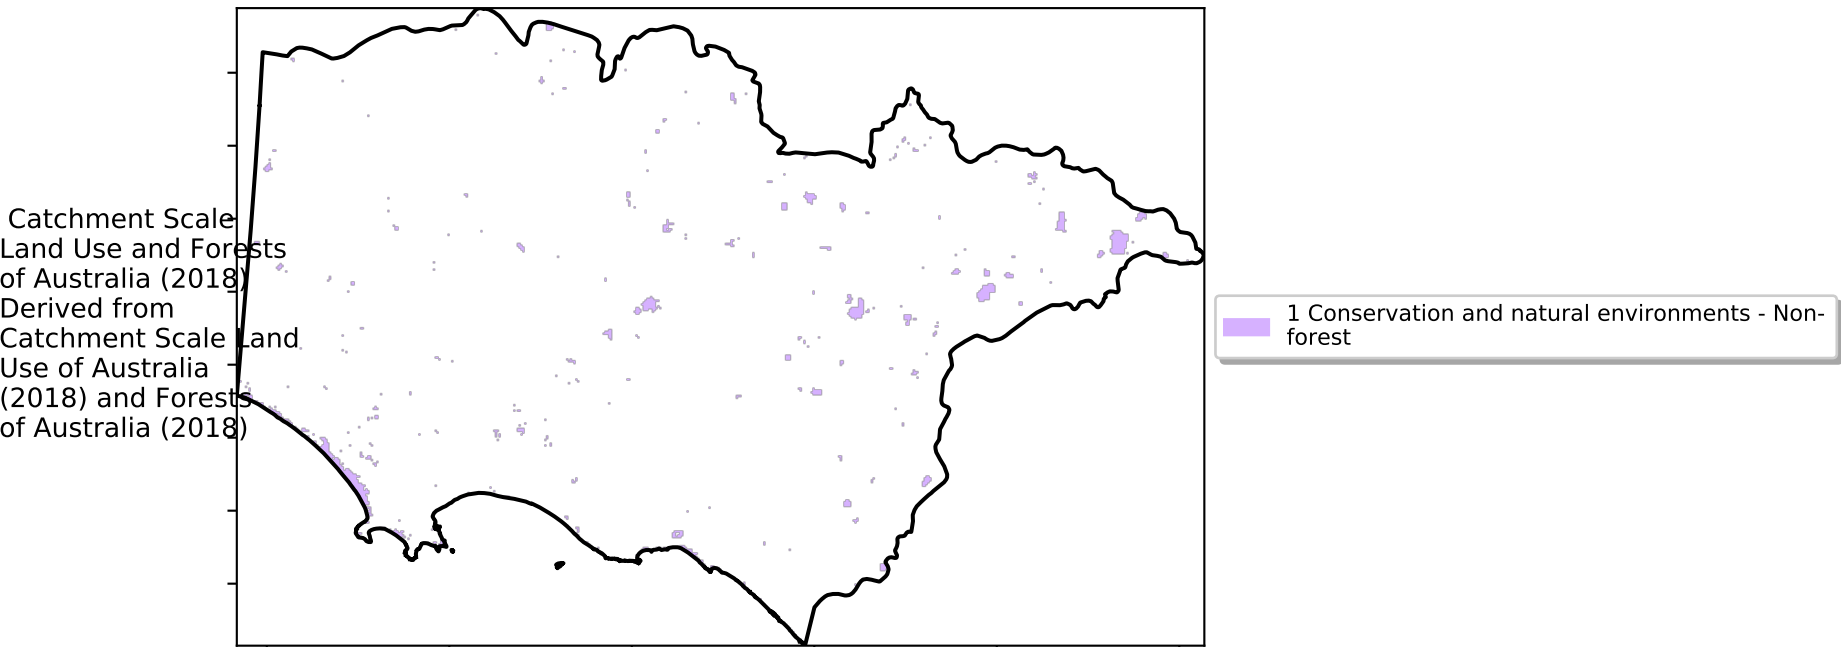 Catchment Scale
Land Use and Forests
of Australia (2018)
Derived from
Catchment Scale Land
Use of Australia
(2018) and Forests
of Australia (2018)
1 Conservation and natural environments - Non-
forest